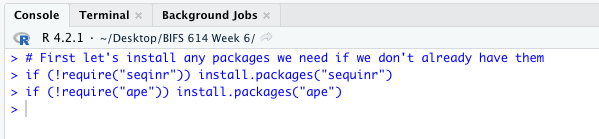 Console Terminal × Background Jobs ×
R R 4.2.1 · ~/Desktop/BIFS 614 Week 6/
> # First let's install any packages we need if we don't already have them
> if (!require("seqinr")) install.packages("sequinr")
> if (!require("ape")) install.packages("ape")
>